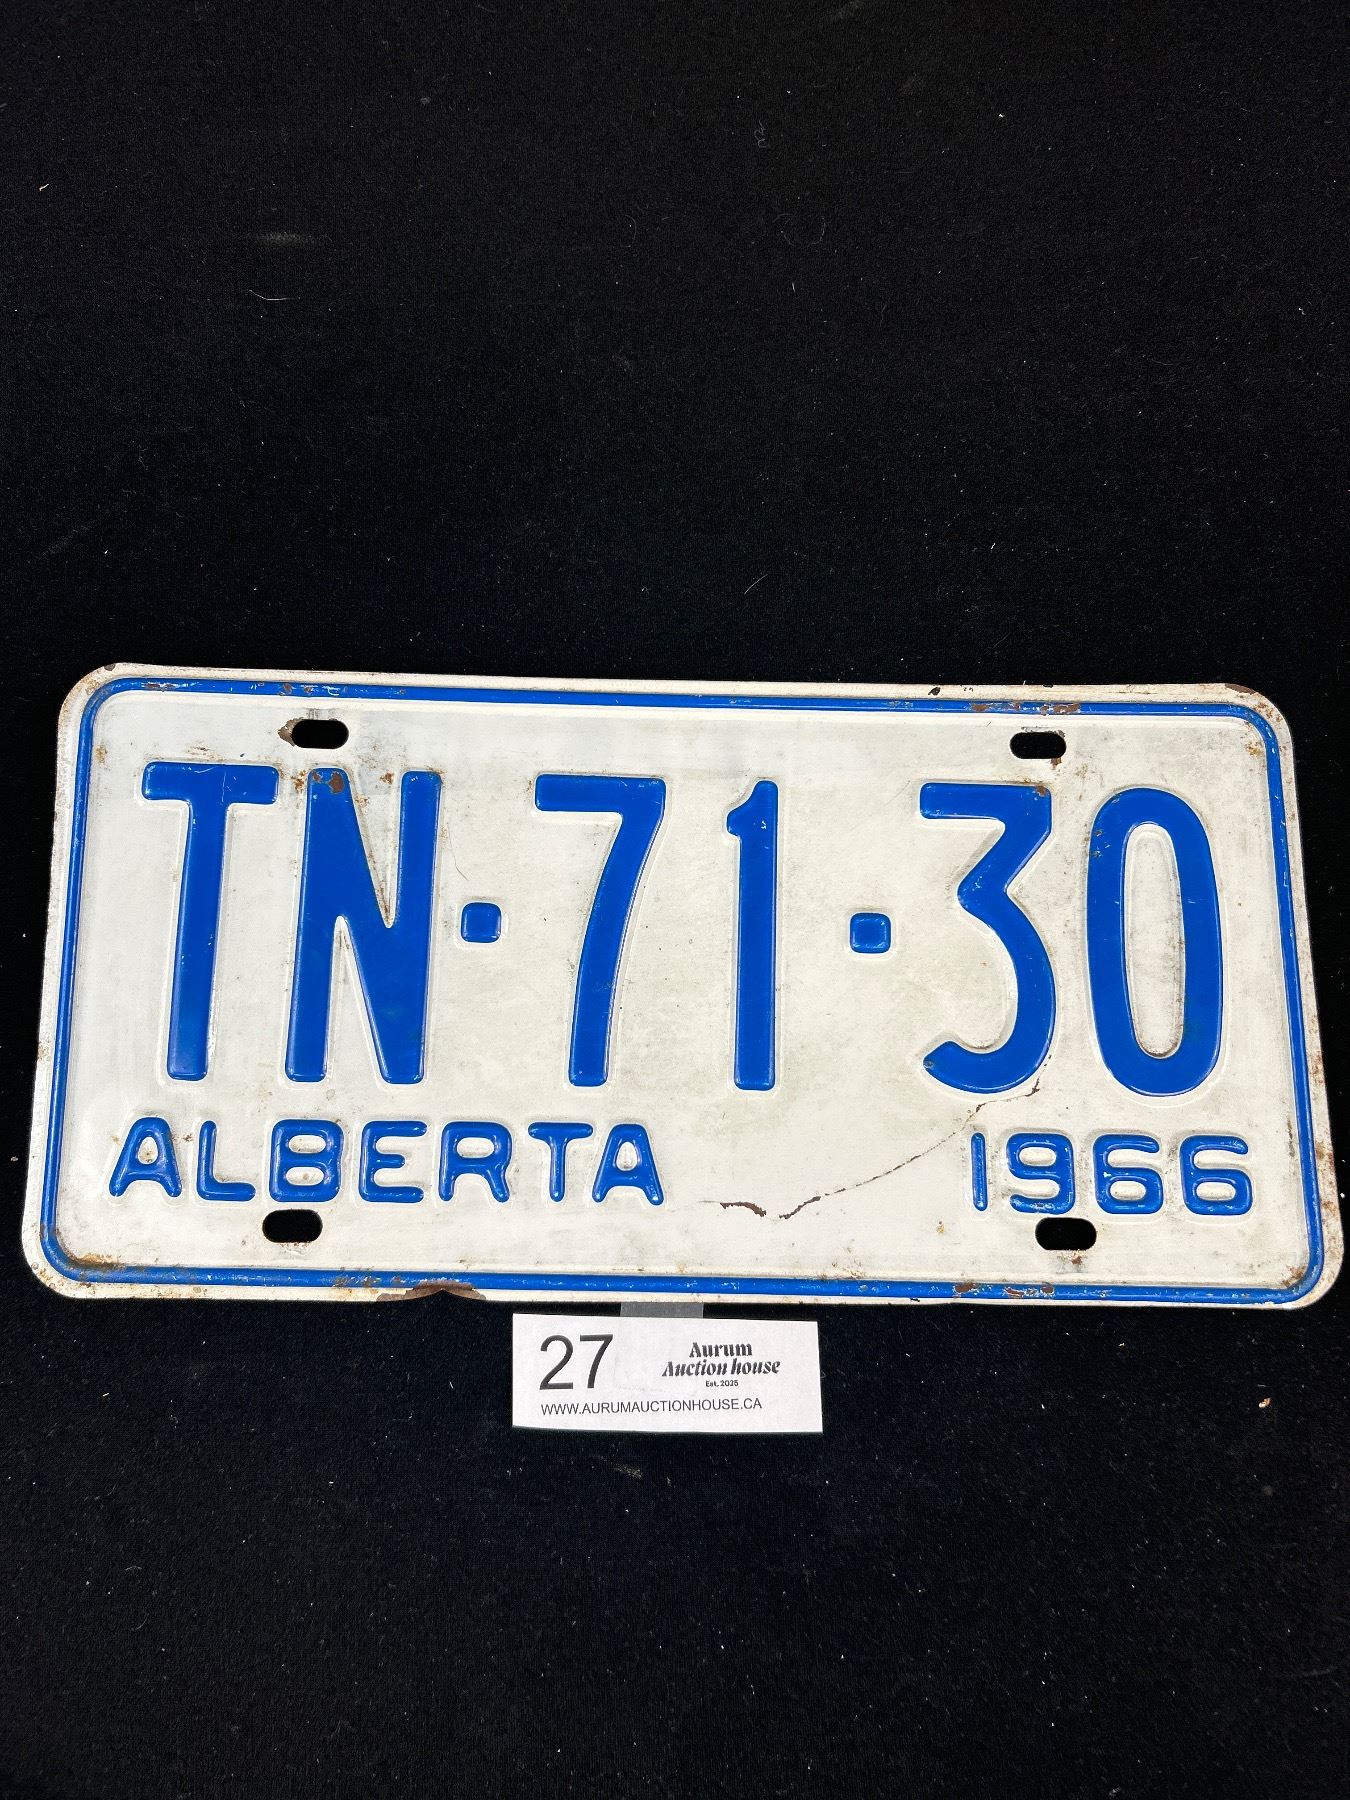 TN·71·30
ALBERTA 1966
27
Aurum
Auction house
Est. 2025
WWW.AURUMAUCTIONHOUSE.CA